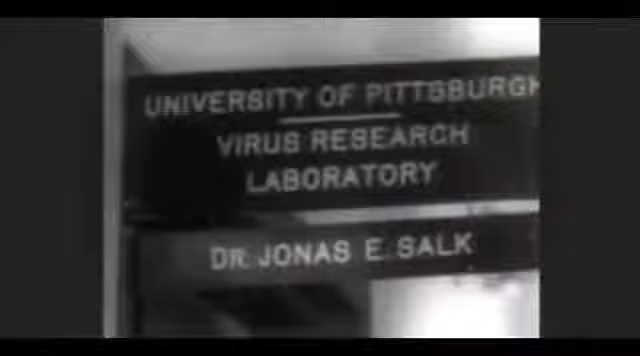 UNIVERSITY OF PITTSBURGH
VIRUS RESEARCH
LABORATORY
DR. JONAS E. SALK